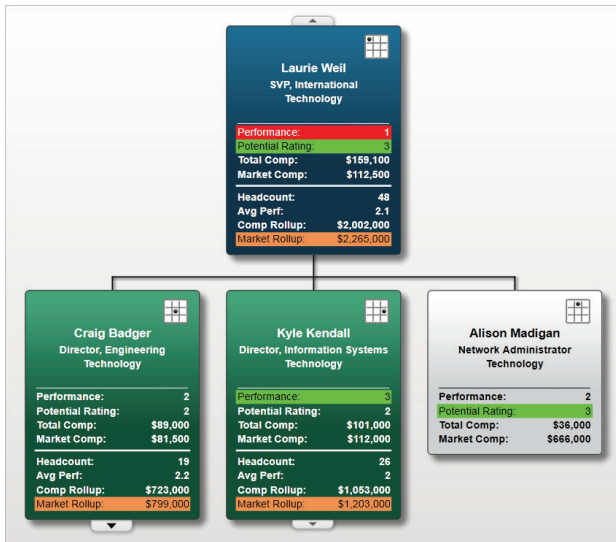 Laurie Weil
SVP, International
Technology
Performance: 1
Potential Rating: 3
Total Comp: $159,100
Market Comp: $112,500
Headcount: 48
Avg Perf: 2.1
Comp Rollup: $2,002,000
Market Rollup: $2,265,000
Craig Badger
Director, Engineering
Technology
Performance: 2
Potential Rating: 2
Total Comp: $89,000
Market Comp: $81,500
Headcount: 19
Avg Perf: 2.2
Comp Rollup: $723,000
Market Rollup: $799,000
Kyle Kendall
Director, Information Systems
Technology
Performance: 3
Potential Rating: 2
Total Comp: $101,000
Market Comp: $112,000
Headcount: 26
Avg Perf: 2
Comp Rollup: $1,053,000
Market Rollup: $1,203,000
Alison Madigan
Network Administrator
Technology
Performance: 2
Potential Rating: 3
Total Comp: $36,000
Market Comp: $666,000